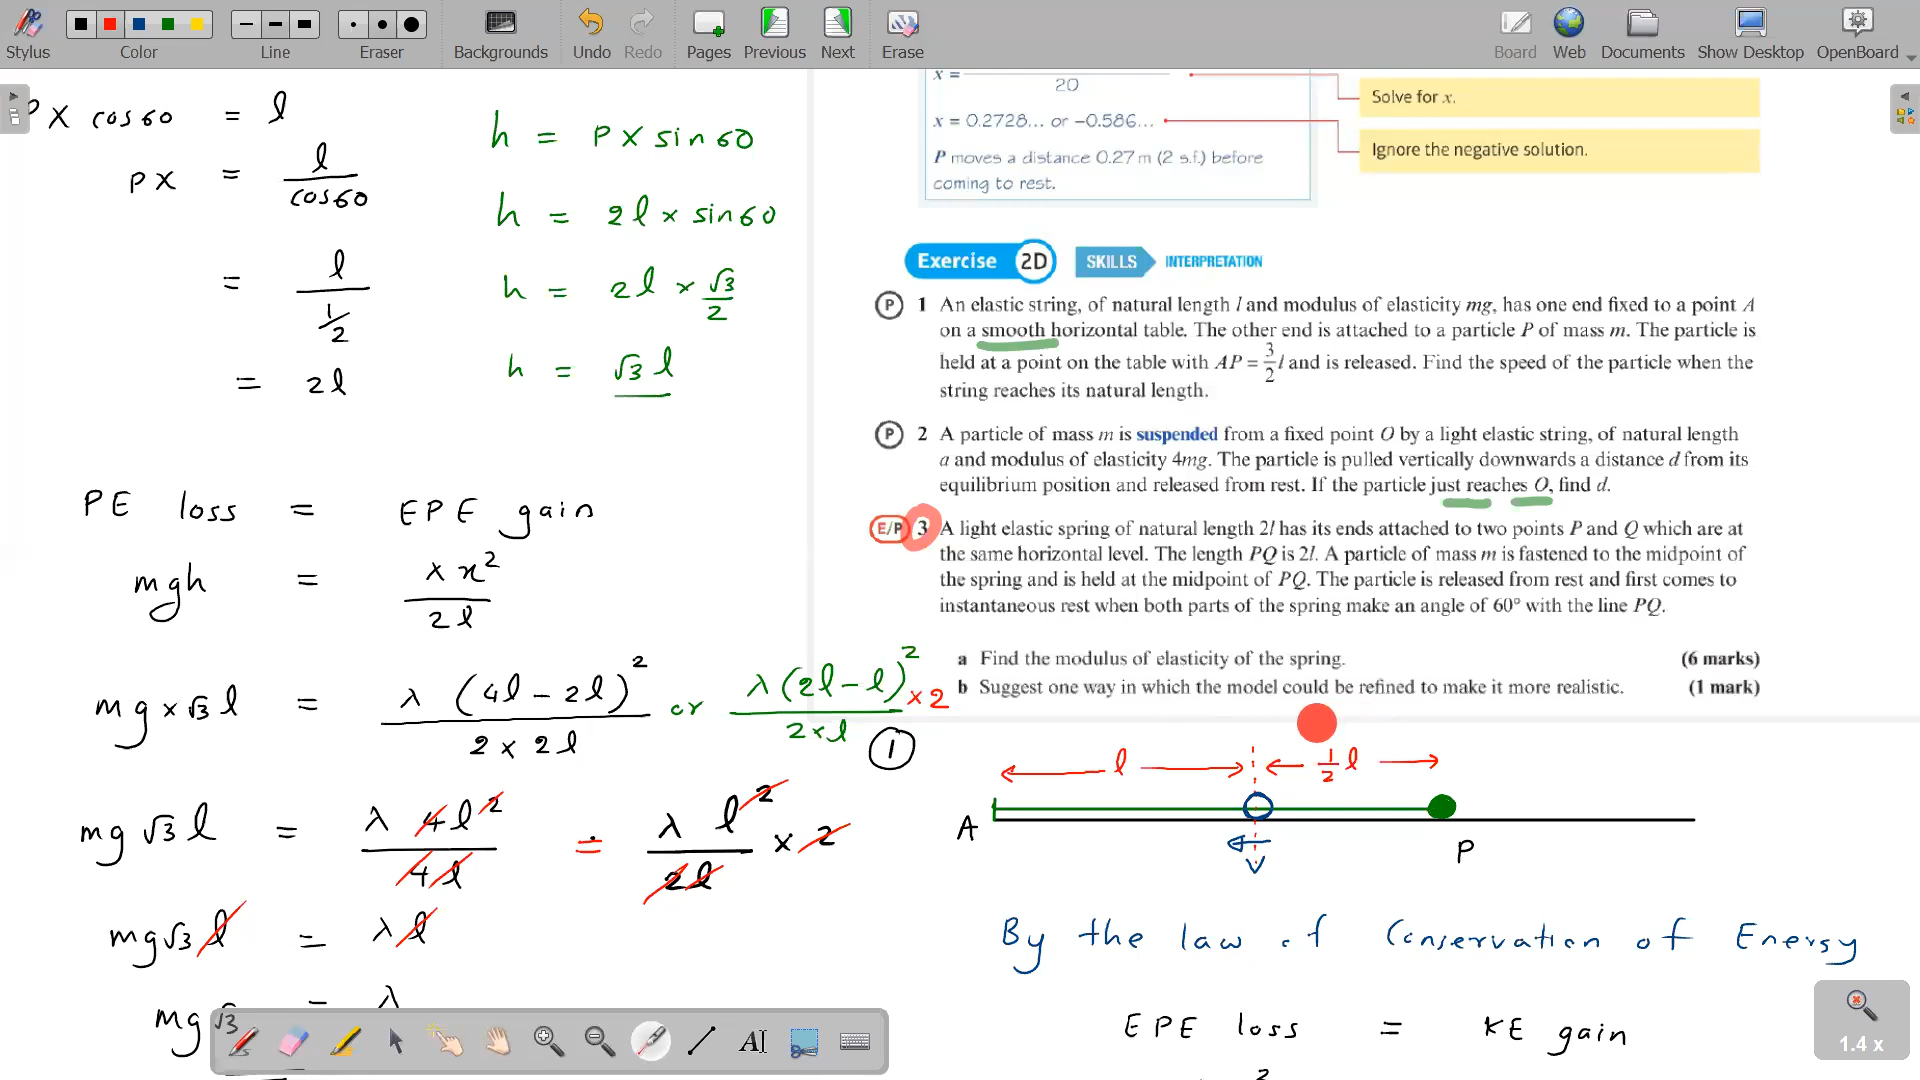 Stylus Color Line Eraser Backgrounds Undo Redo Pages Previous Next Erase Board Web Documents Show Desktop OpenBoard
PX cos60 = l
PX = l / cos60
= l / 1/2
= 2l
h = PX sin60
h = 2l × sin60
h = 2l × √3/2
h = √3 l
PE loss = EPE gain
mgh = × x² / 2l
mg × √3 l = λ (4l - 2l)² / 2 × 2l or λ (2l - l)² / 2×l ×2 ①
mg √3 l = λ 4l² / 4l = λ l² / 2l × 2
mg√3 l = λ l
mg √3 = λ
x =
20
x = 0.2728... or −0.586...
P moves a distance 0.27 m (2 s.f.) before
coming to rest.
Solve for x.
Ignore the negative solution.
Exercise 2D SKILLS INTERPRETATION
P 1 An elastic string, of natural length l and modulus of elasticity mg, has one end fixed to a point A
on a smooth horizontal table. The other end is attached to a particle P of mass m. The particle is
held at a point on the table with AP = 3/2 l and is released. Find the speed of the particle when the
string reaches its natural length.
P 2 A particle of mass m is suspended from a fixed point O by a light elastic string, of natural length
a and modulus of elasticity 4mg. The particle is pulled vertically downwards a distance d from its
equilibrium position and released from rest. If the particle just reaches O, find d.
E/P 3 A light elastic spring of natural length 2l has its ends attached to two points P and Q which are at
the same horizontal level. The length PQ is 2l. A particle of mass m is fastened to the midpoint of
the spring and is held at the midpoint of PQ. The particle is released from rest and first comes to
instantaneous rest when both parts of the spring make an angle of 60° with the line PQ.
a Find the modulus of elasticity of the spring. (6 marks)
b Suggest one way in which the model could be refined to make it more realistic. (1 mark)
l 1/2 l
A
P
V
By the law of Conservation of Energy
EPE loss = KE gain
2
1.4 x